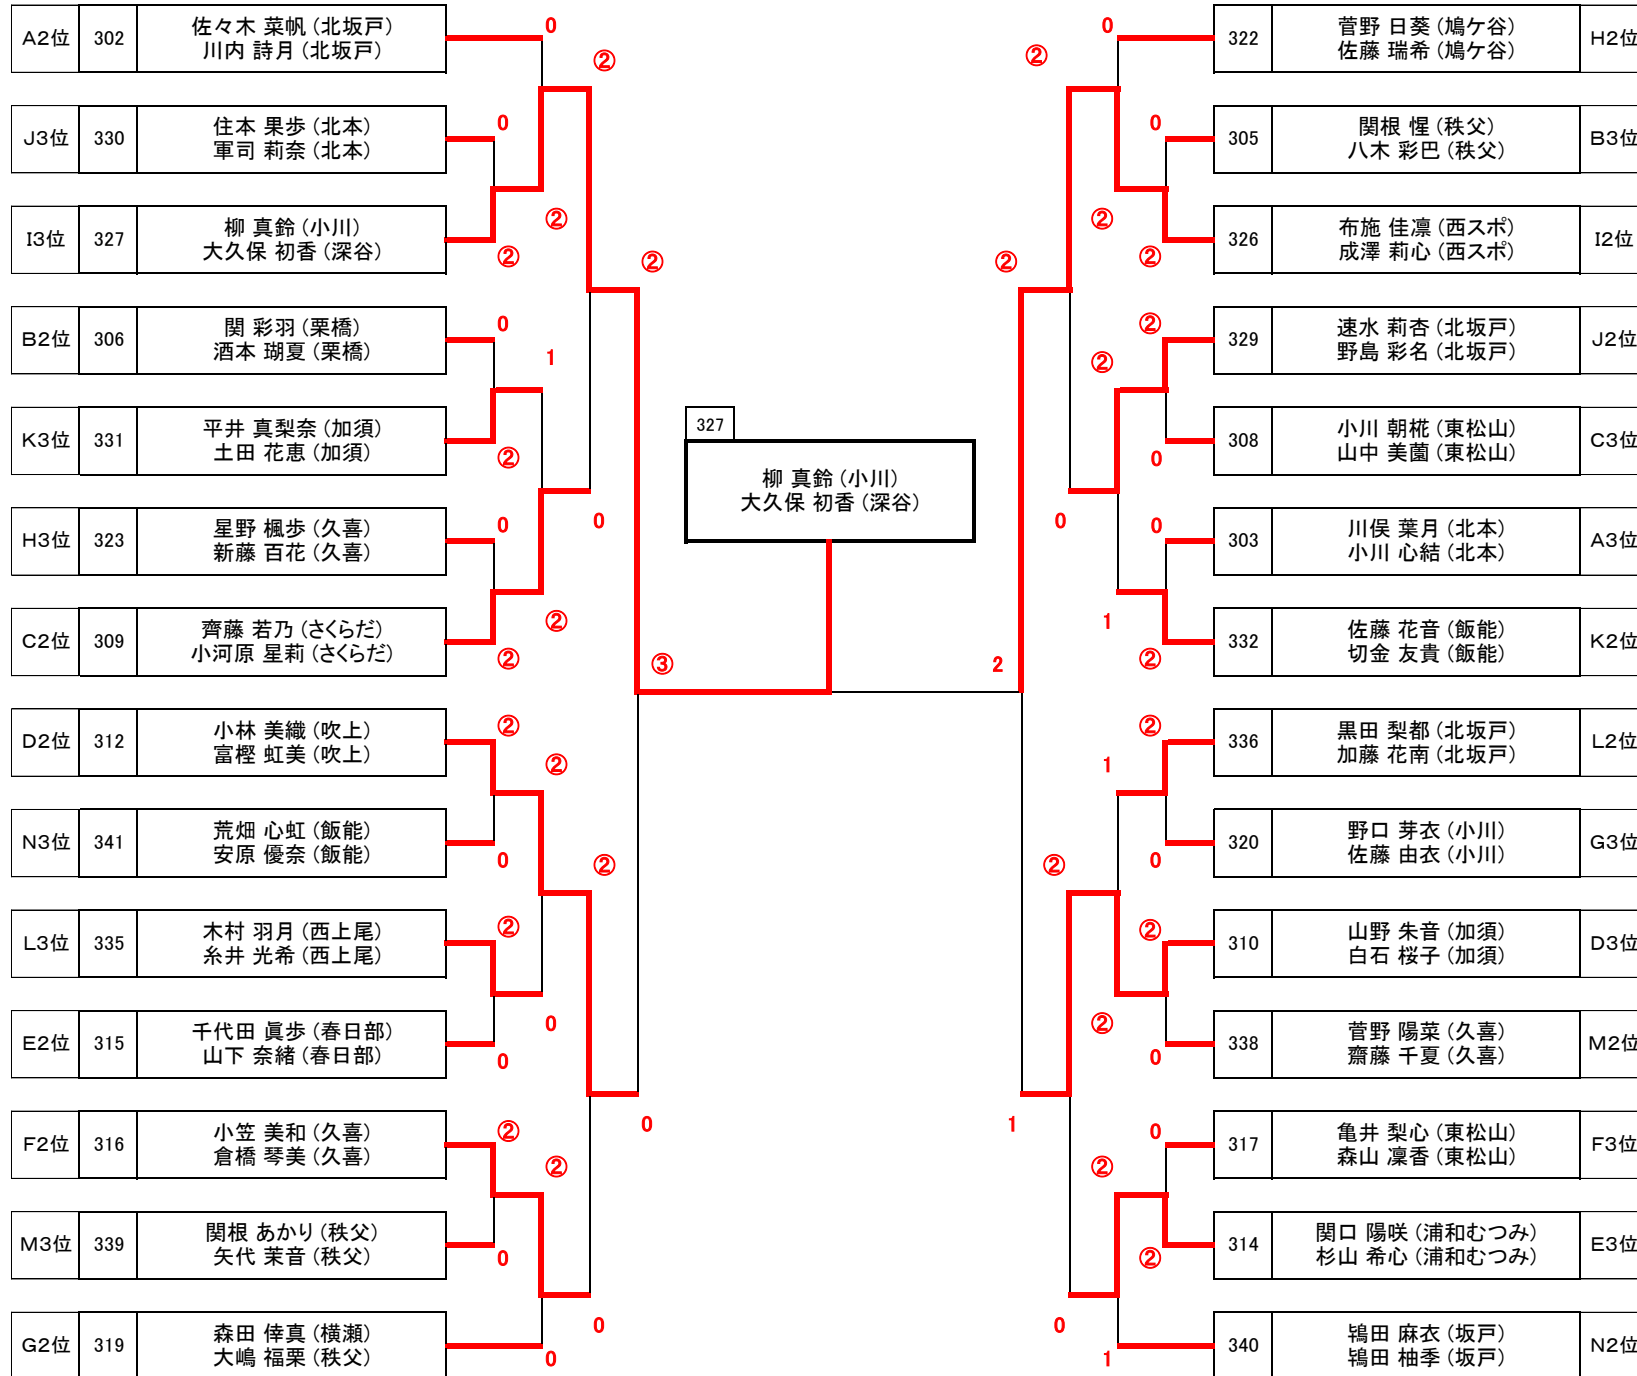 A2位 302 佐々木 菜帆 (北坂戸)
川内 詩月 (北坂戸)
0
②
J3位 330 住本 果歩 (北本)
軍司 莉奈 (北本)
0
I3位 327 柳 真鈴 (小川)
大久保 初香 (深谷)
②
②
②
B2位 306 関 彩羽 (栗橋)
酒本 瑚夏 (栗橋)
0
1
K3位 331 平井 真梨奈 (加須)
土田 花恵 (加須)
②
H3位 323 星野 楓歩 (久喜)
新藤 百花 (久喜)
0
0
C2位 309 齊藤 若乃 (さくらだ)
小河原 星莉 (さくらだ)
②
②
③
D2位 312 小林 美織 (吹上)
富樫 虹美 (吹上)
②
②
N3位 341 荒畑 心虹 (飯能)
安原 優奈 (飯能)
0
②
L3位 335 木村 羽月 (西上尾)
糸井 光希 (西上尾)
②
0
E2位 315 千代田 眞歩 (春日部)
山下 奈緒 (春日部)
0
0
F2位 316 小笠 美和 (久喜)
倉橋 琴美 (久喜)
②
②
M3位 339 関根 あかり (秩父)
矢代 茉音 (秩父)
0
0
G2位 319 森田 倖真 (横瀬)
大嶋 福栗 (秩父)
0
327
柳 真鈴 (小川)
大久保 初香 (深谷)
②
0
322 菅野 日葵 (鳩ケ谷) H2位
佐藤 瑞希 (鳩ケ谷)
0
305 関根 惺 (秩父) B3位
八木 彩巴 (秩父)
②
②
②
326 布施 佳凛 (西スポ) I2位
成澤 莉心 (西スポ)
②
②
329 速水 莉杏 (北坂戸) J2位
野島 彩名 (北坂戸)
0
308 小川 朝椛 (東松山) C3位
山中 美薗 (東松山)
0
0
303 川俣 葉月 (北本) A3位
小川 心結 (北本)
2
1
②
332 佐藤 花音 (飯能) K2位
切金 友貴 (飯能)
1
②
336 黒田 梨都 (北坂戸) L2位
加藤 花南 (北坂戸)
②
0
320 野口 芽衣 (小川) G3位
佐藤 由衣 (小川)
②
310 山野 朱音 (加須) D3位
白石 桜子 (加須)
②
0
338 菅野 陽菜 (久喜) M2位
齋藤 千夏 (久喜)
1
②
0
317 亀井 梨心 (東松山) F3位
森山 凜香 (東松山)
②
314 関口 陽咲 (浦和むつみ) E3位
杉山 希心 (浦和むつみ)
0
1
340 鴇田 麻衣 (坂戸) N2位
鴇田 柚季 (坂戸)